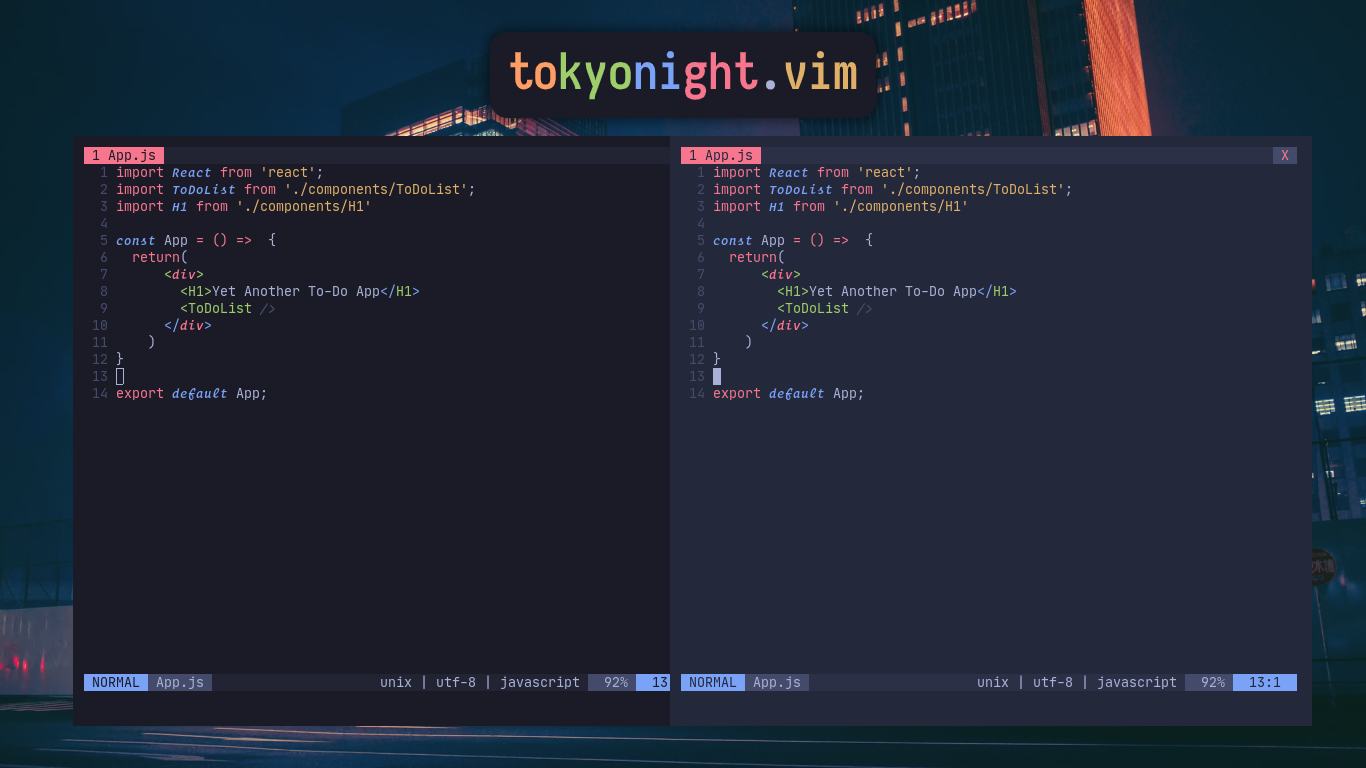 tokyonight.vim
1 App.js
1 import React from 'react';
2 import ToDoList from './components/ToDoList';
3 import H1 from './components/H1'
4
5 const App = () =>  {
6   return(
7       <div>
8         <H1>Yet Another To-Do App</H1>
9         <ToDoList />
10       </div>
11     )
12 }
13
14 export default App;
NORMAL App.js unix | utf-8 | javascript 92% 13
1 App.js X
1 import React from 'react';
2 import ToDoList from './components/ToDoList';
3 import H1 from './components/H1'
4
5 const App = () =>  {
6   return(
7       <div>
8         <H1>Yet Another To-Do App</H1>
9         <ToDoList />
10       </div>
11     )
12 }
13
14 export default App;
NORMAL App.js unix | utf-8 | javascript 92% 13:1